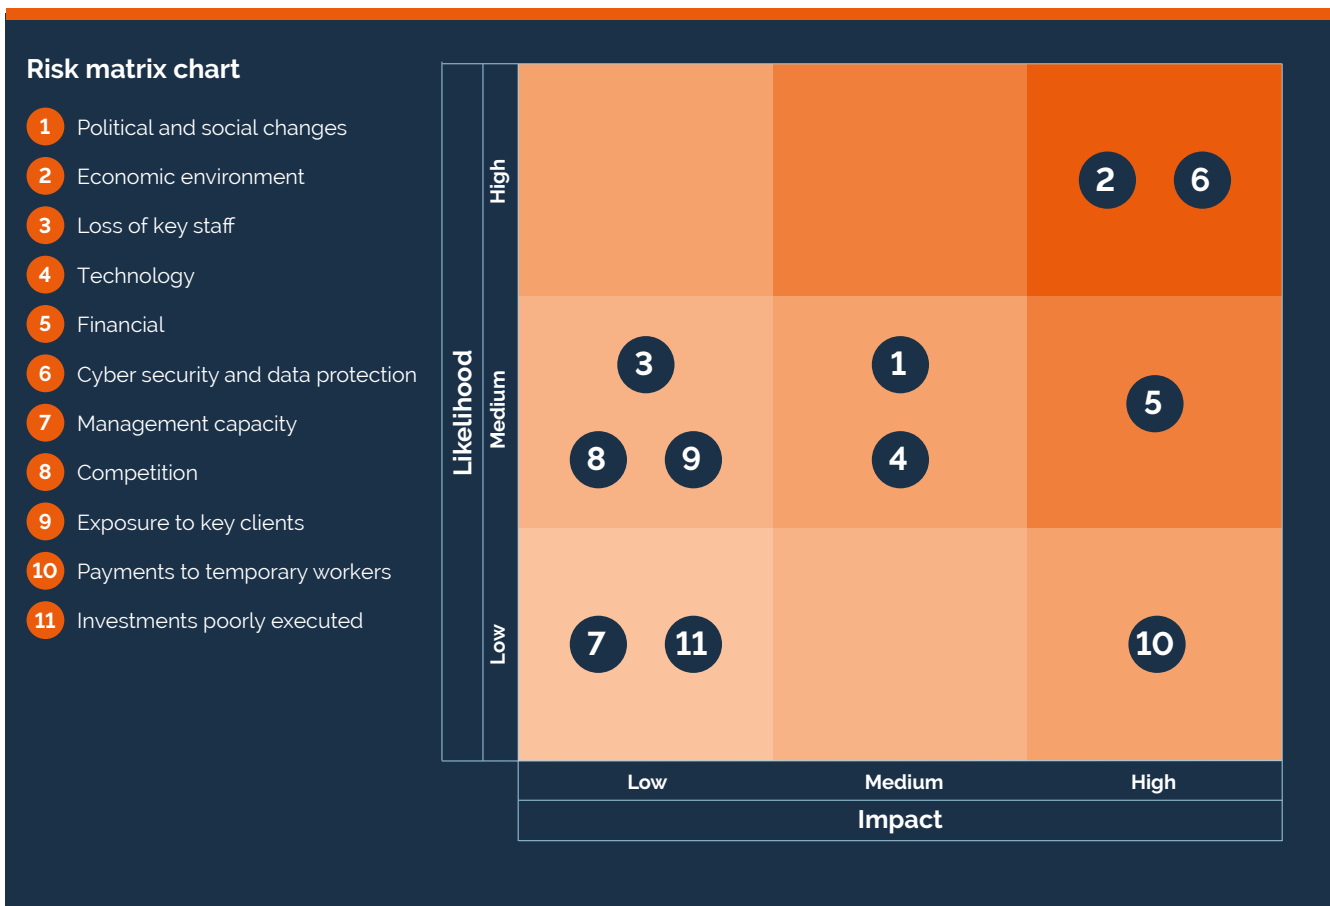 Risk matrix chart
1 Political and social changes
2 Economic environment
3 Loss of key staff
4 Technology
5 Financial
6 Cyber security and data protection
7 Management capacity
8 Competition
9 Exposure to key clients
10 Payments to temporary workers
11 Investments poorly executed
Likelihood
High
2 6
Medium
3 1
5
8 9 4
Low
7 11 10
Low Medium High
Impact